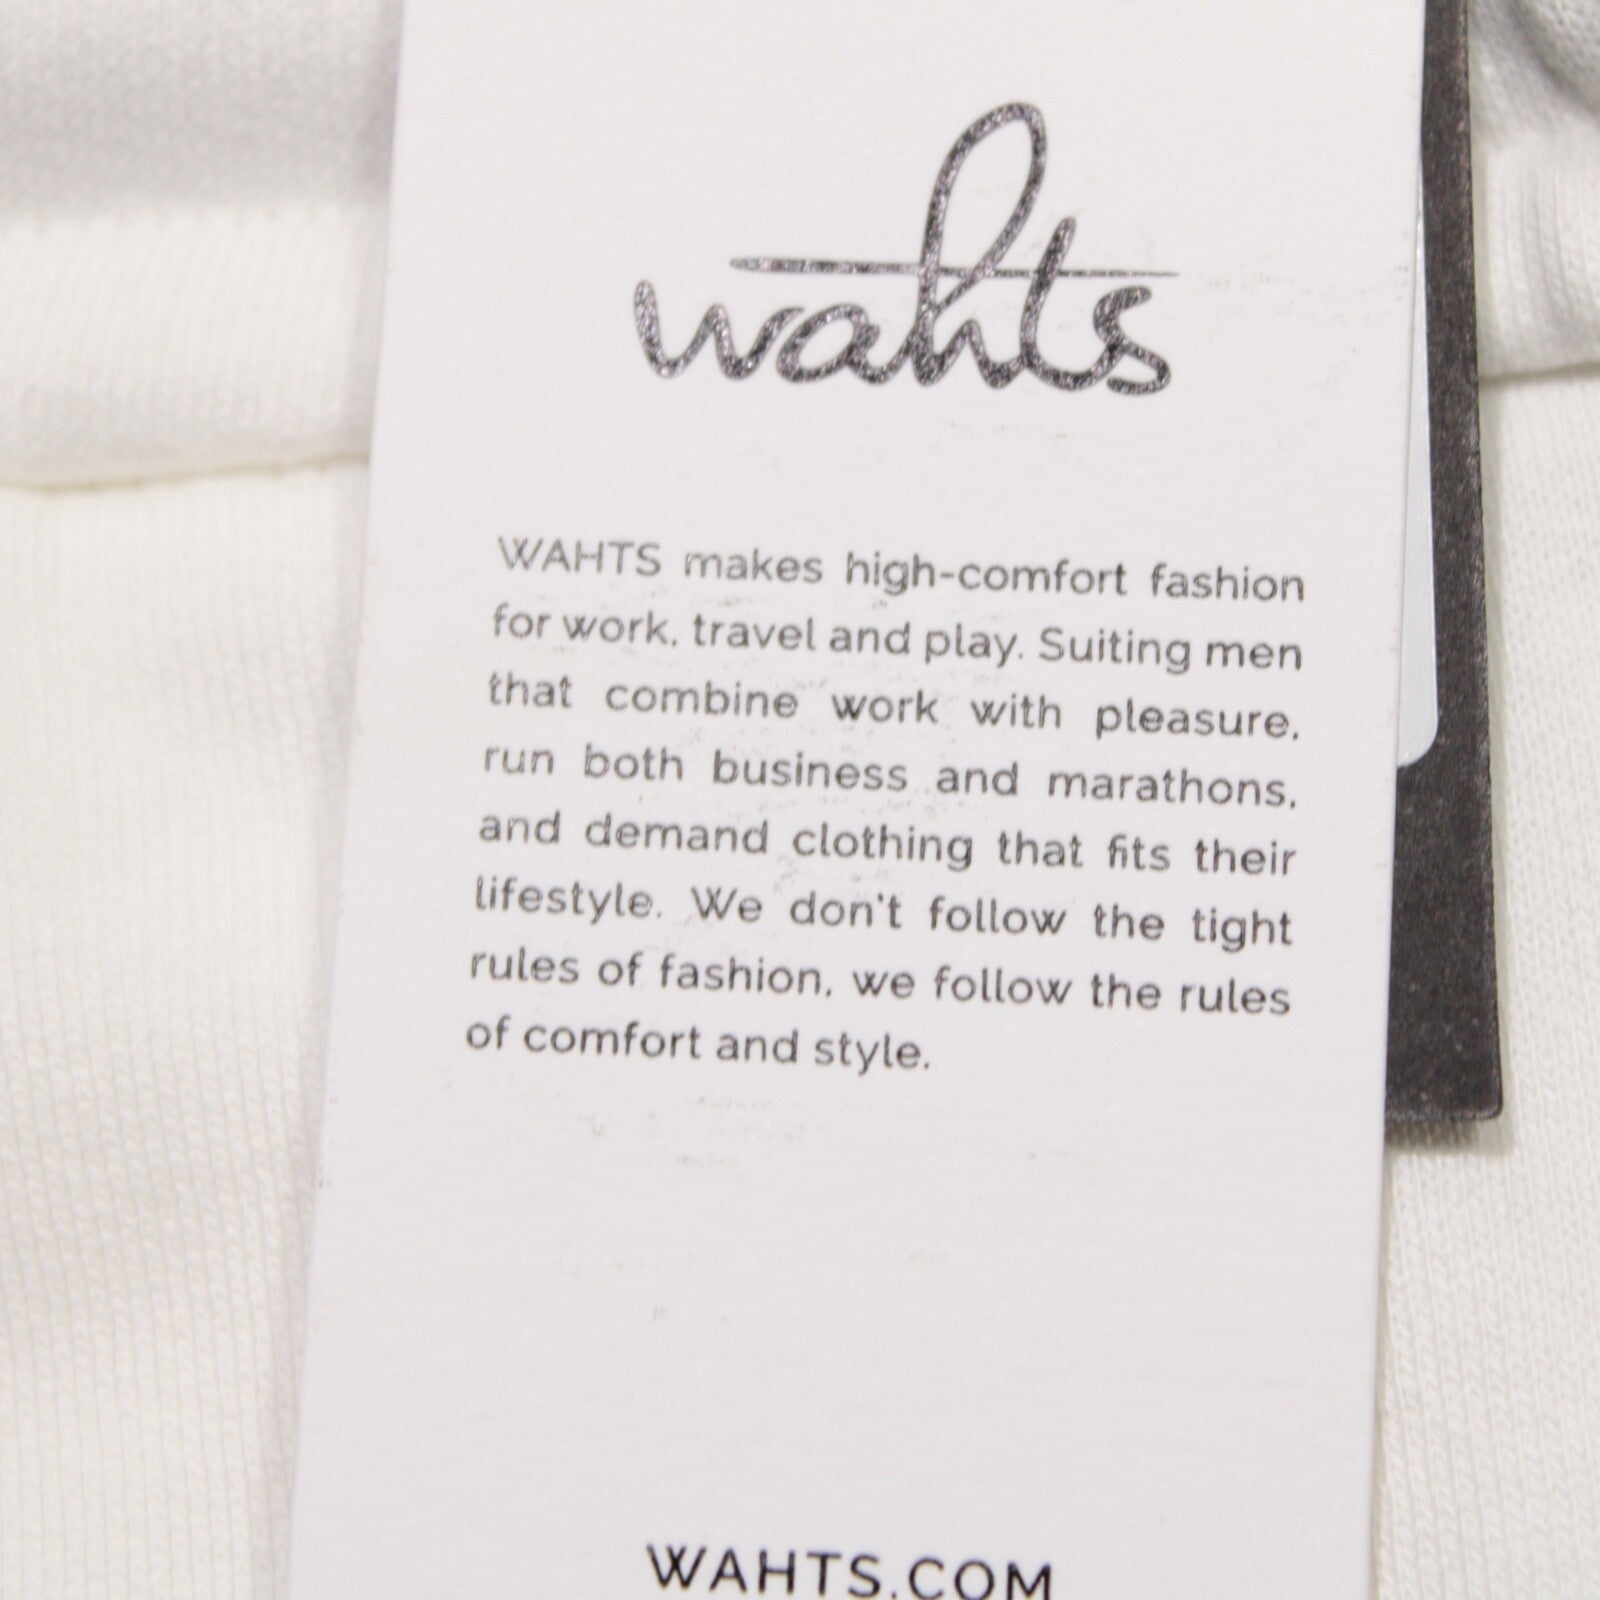 wahts
WAHTS makes high-comfort fashion
for work, travel and play. Suiting men
that combine work with pleasure,
run both business and marathons,
and demand clothing that fits their
lifestyle. We don't follow the tight
rules of fashion, we follow the rules
of comfort and style.
WAHTS.COM